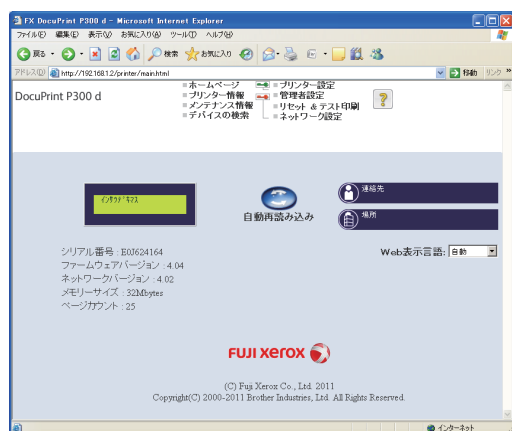 FX DocuPrint P300 d - Microsoft Internet Explorer
ファイル(F) 編集(E) 表示(V) お気に入り(A) ツール(T) ヘルプ(H)
戻る 検索 お気に入り
アドレス(D) http://192.168.1.2/printer/main.html 移動 リンク »
DocuPrint P300 d
ホームページ
プリンター情報
メンテナンス情報
デバイスの検索
プリンター設定
管理者設定
リセット & テスト印刷
ネットワーク設定
?
インサツデキマス
自動再読み込み
連絡先
場所
シリアル番号 : E0J624164
ファームウェアバージョン : 4.04
ネットワークバージョン : 4.02
メモリーサイズ : 32Mbytes
ページカウント : 25
Web表示言語: 自動
FUJI xerox
(C) Fuji Xerox Co., Ltd. 2011
Copyright(C) 2000-2011 Brother Industries, Ltd. All Rights Reserved.
インターネット